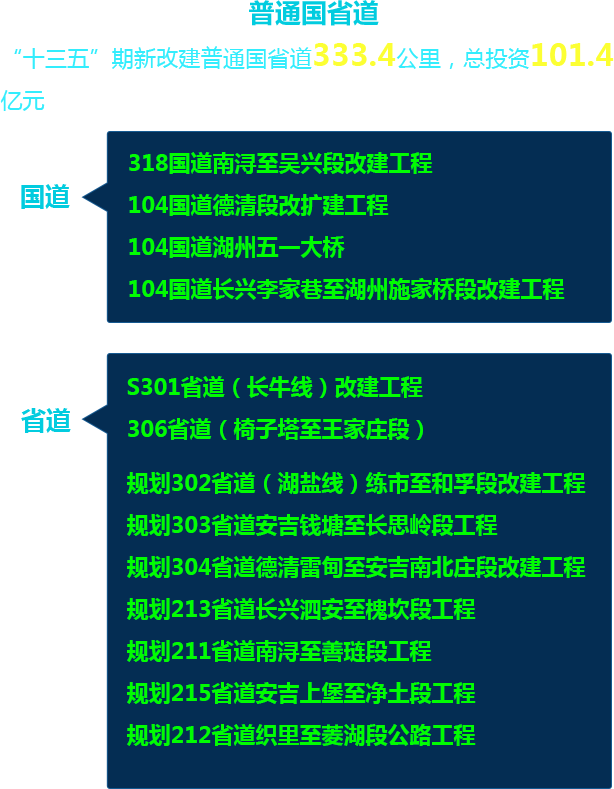 普通国省道
“十三五”期新改建普通国省道333.4公里，总投资101.4
亿元
国道
318国道南浔至吴兴段改建工程
104国道德清段改扩建工程
104国道湖州五一大桥
104国道长兴李家巷至湖州施家桥段改建工程
省道
S301省道（长牛线）改建工程
306省道（椅子塔至王家庄段）
规划302省道（湖盐线）练市至和孚段改建工程
规划303省道安吉钱塘至长思岭段工程
规划304省道德清雷甸至安吉南北庄段改建工程
规划213省道长兴泗安至槐坎段工程
规划211省道南浔至善琏段工程
规划215省道安吉上堡至净土段工程
规划212省道织里至菱湖段公路工程